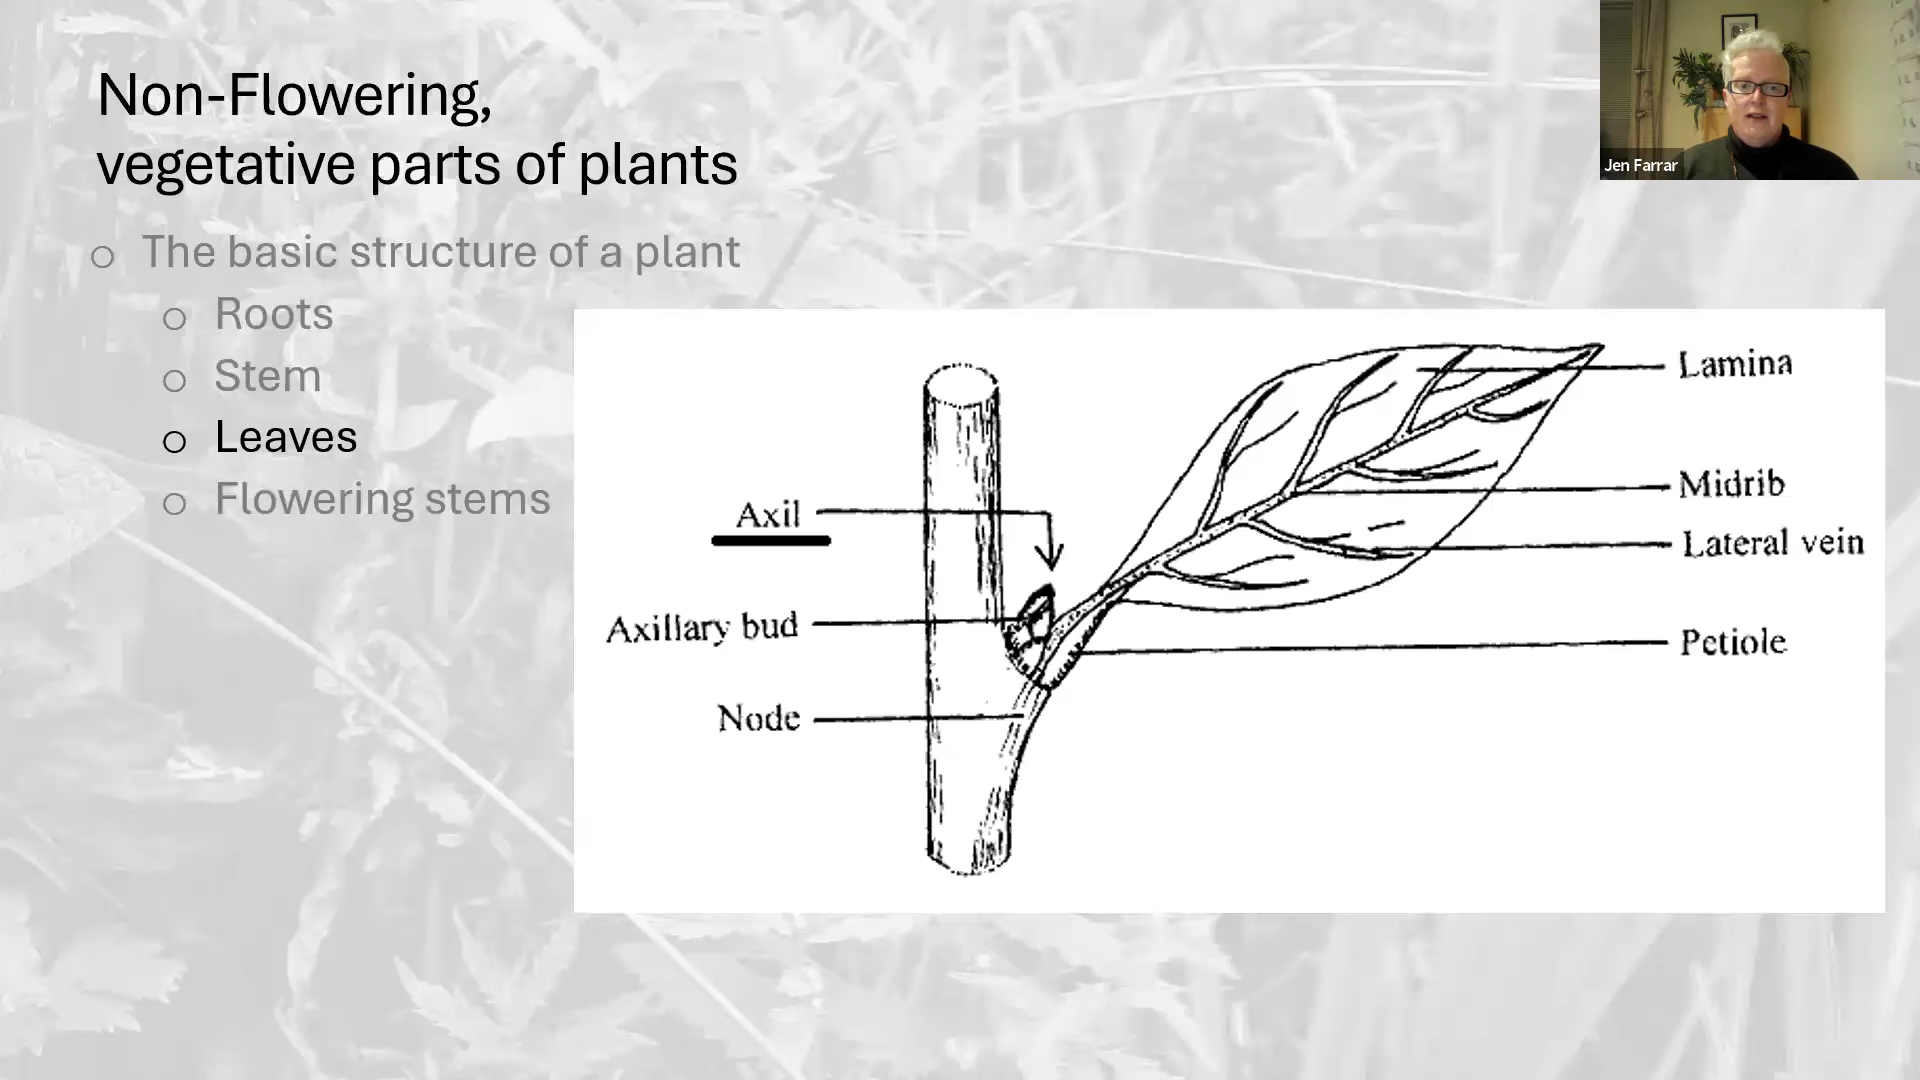 Non-Flowering,
vegetative parts of plants
The basic structure of a plant
Roots
Stem
Leaves
Flowering stems
Axil
Axillary bud
Node
Lamina
Midrib
Lateral vein
Petiole
Jen Farrar